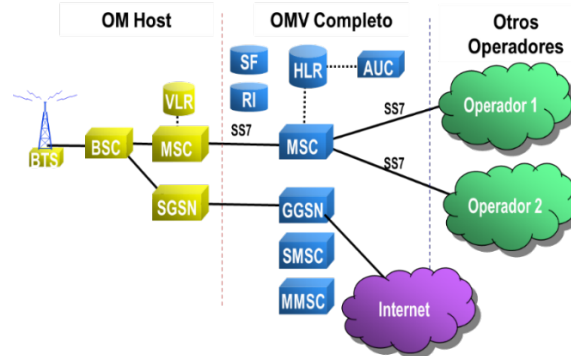 OM Host
OMV Completo
Otros
Operadores
SF
HLR
AUC
VLR
RI
SS7
Operador 1
BTS
BSC
MSC
SS7
MSC
SS7
SGSN
GGSN
Operador 2
SMSC
MMSC
Internet